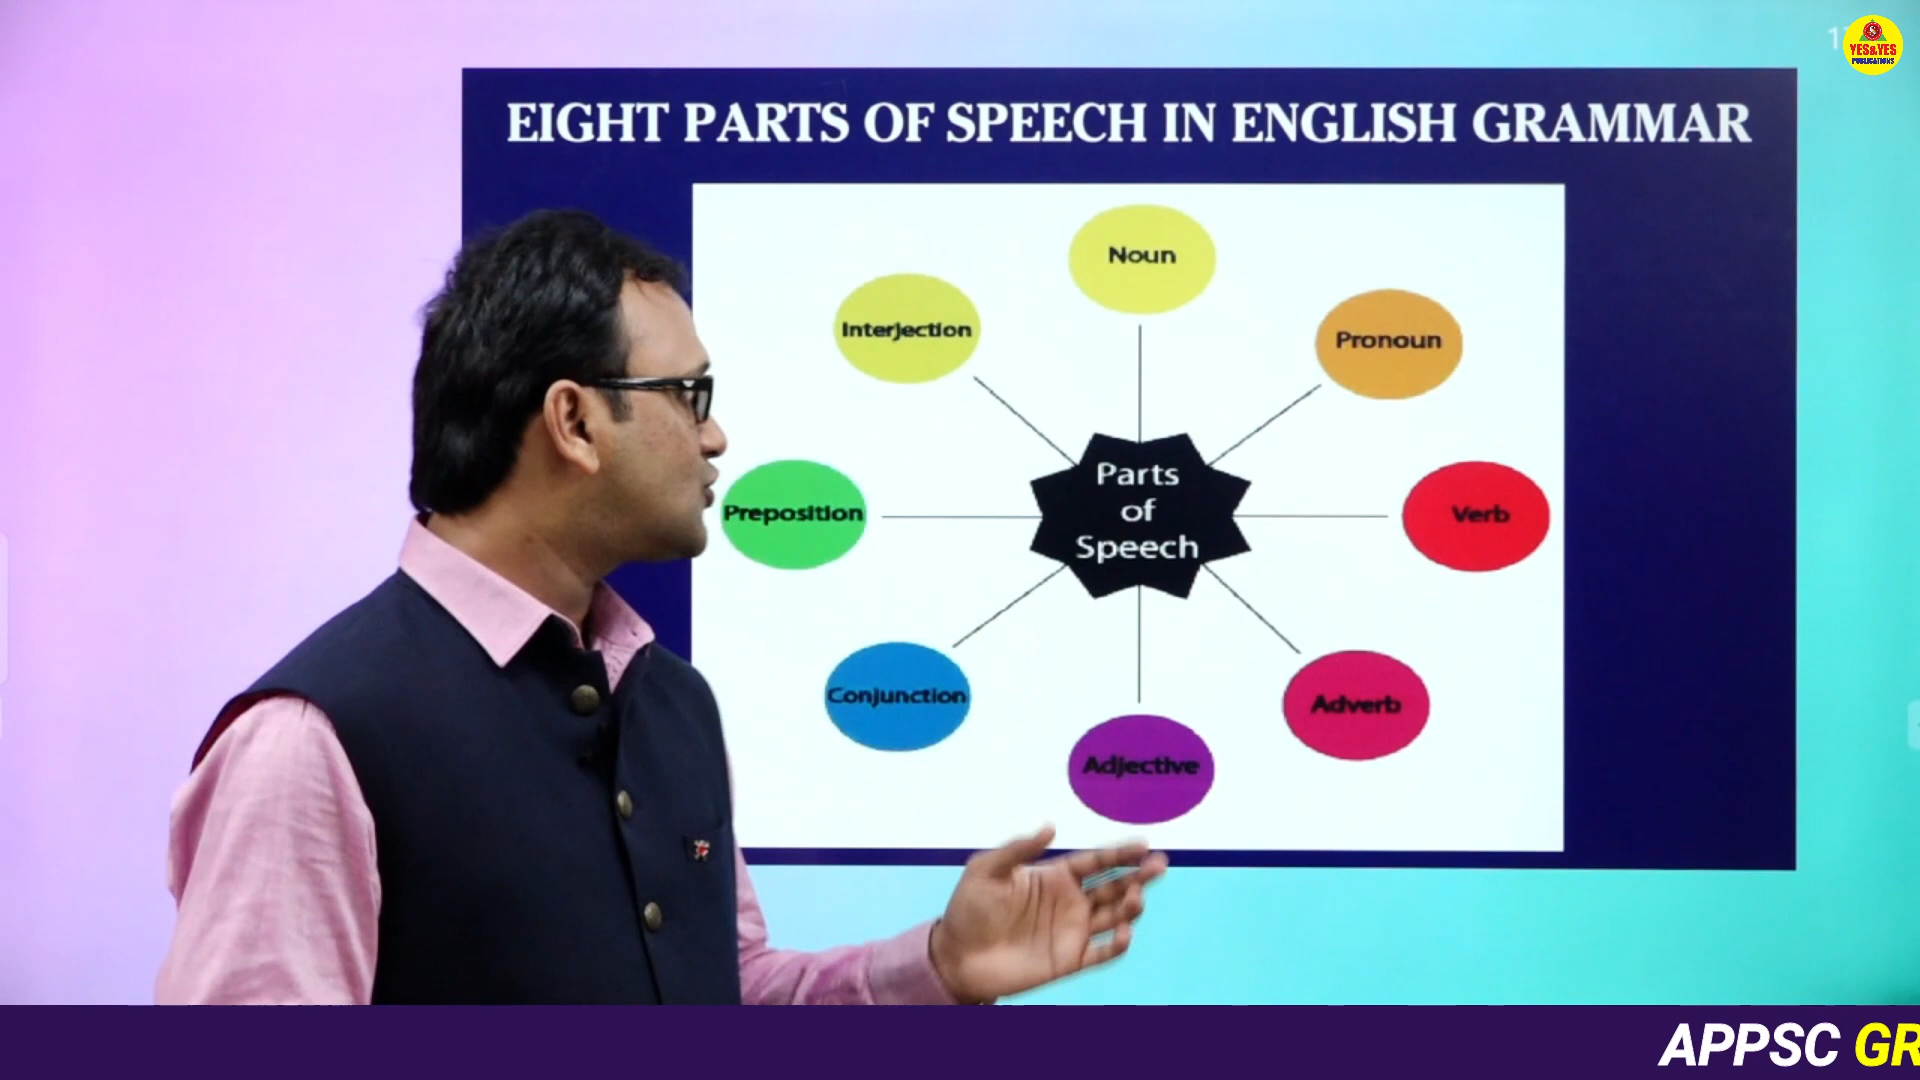 YES&YES
PUBLICATIONS
EIGHT PARTS OF SPEECH IN ENGLISH GRAMMAR
Noun
Interjection
Pronoun
Parts
of
Speech
Preposition
Verb
Conjunction
Adverb
Adjective
APPSC GR